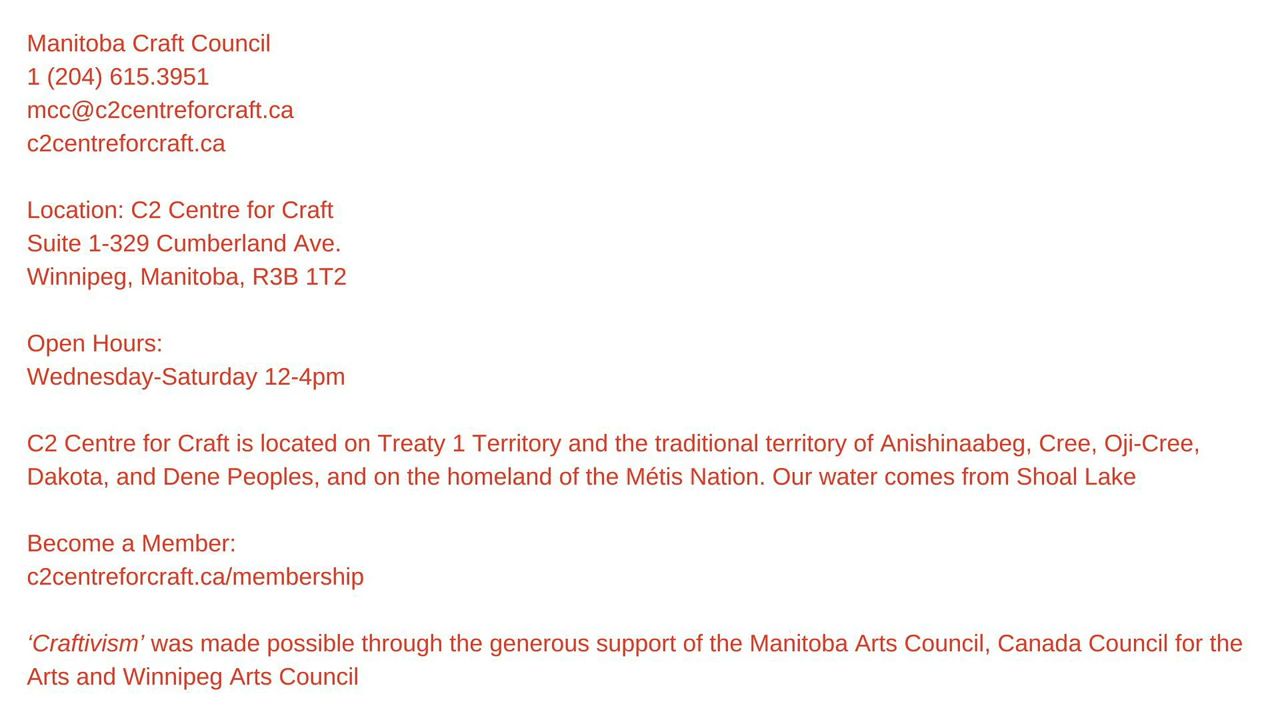 Manitoba Craft Council
1 (204) 615.3951
mcc@c2centreforcraft.ca
c2centreforcraft.ca
Location: C2 Centre for Craft
Suite 1-329 Cumberland Ave.
Winnipeg, Manitoba, R3B 1T2
Open Hours:
Wednesday-Saturday 12-4pm
C2 Centre for Craft is located on Treaty 1 Territory and the traditional territory of Anishinaabeg, Cree, Oji-Cree,
Dakota, and Dene Peoples, and on the homeland of the Métis Nation. Our water comes from Shoal Lake
Become a Member:
c2centreforcraft.ca/membership
‘Craftivism’ was made possible through the generous support of the Manitoba Arts Council, Canada Council for the
Arts and Winnipeg Arts Council